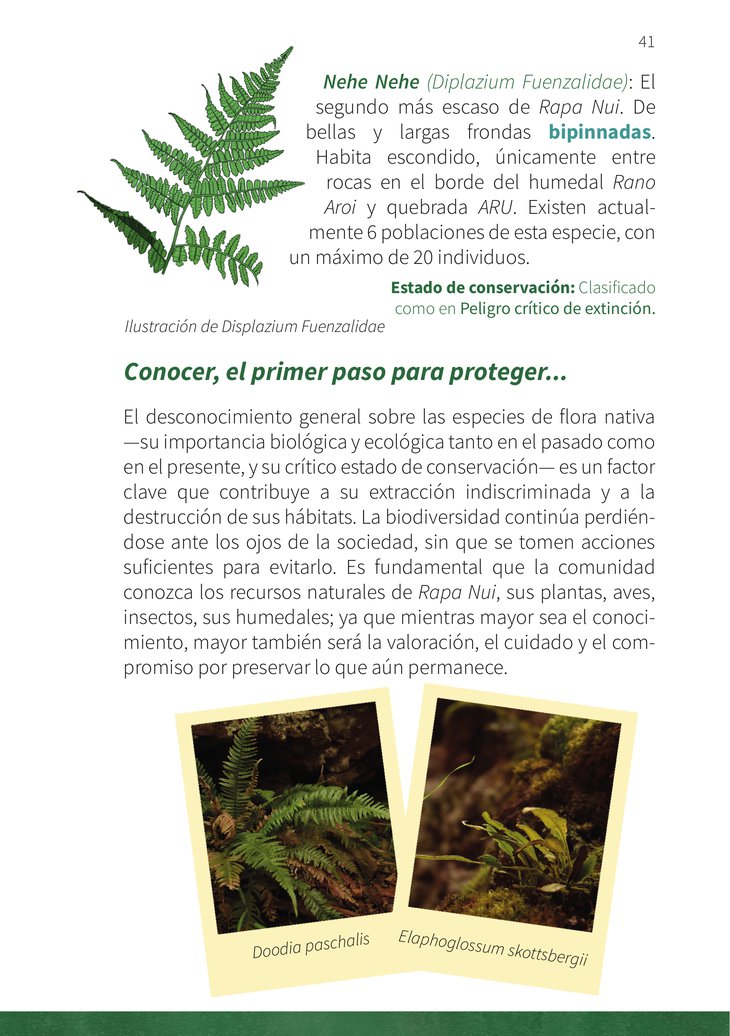 41
Nehe Nehe (Diplazium Fuenzalidae): El
segundo más escaso de Rapa Nui. De
bellas y largas frondas bipinnadas.
Habita escondido, únicamente entre
rocas en el borde del humedal Rano
Aroi y quebrada ARU. Existen actual-
mente 6 poblaciones de esta especie, con
un máximo de 20 individuos.
Estado de conservación: Clasificado
como en Peligro crítico de extinción.
Ilustración de Displazium Fuenzalidae
Conocer, el primer paso para proteger...
El desconocimiento general sobre las especies de flora nativa
—su importancia biológica y ecológica tanto en el pasado como
en el presente, y su crítico estado de conservación— es un factor
clave que contribuye a su extracción indiscriminada y a la
destrucción de sus hábitats. La biodiversidad continúa perdién-
dose ante los ojos de la sociedad, sin que se tomen acciones
suficientes para evitarlo. Es fundamental que la comunidad
conozca los recursos naturales de Rapa Nui, sus plantas, aves,
insectos, sus humedales; ya que mientras mayor sea el conoci-
miento, mayor también será la valoración, el cuidado y el com-
promiso por preservar lo que aún permanece.
Doodia paschalis
Elaphoglossum skottsbergii